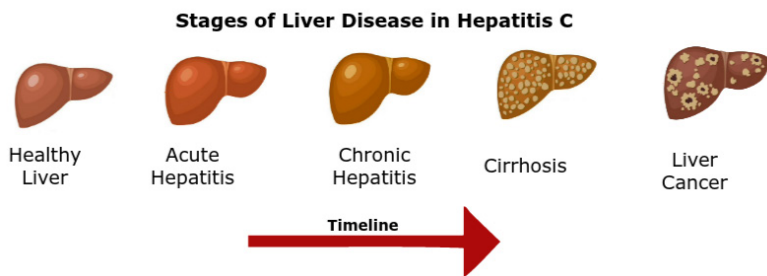 Stages of Liver Disease in Hepatitis C
Healthy
Liver
Acute
Hepatitis
Chronic
Hepatitis
Cirrhosis
Liver
Cancer
Timeline